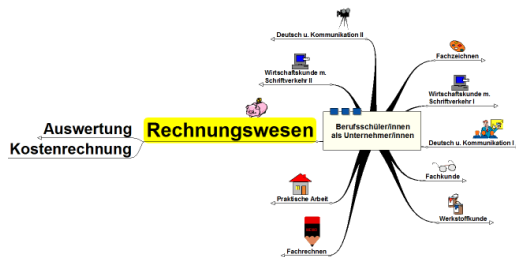 Deutsch u. Kommunikation II
Wirtschaftskunde m.
Schriftverkehr II
Rechnungswesen
Auswertung
Kostenrechnung
Praktische Arbeit
Fachrechnen
Berufsschüler/innen
als Unternehmer/innen
Fachzeichnen
Wirtschaftskunde m.
Schriftverkehr I
Deutsch u. Kommunikation I
Fachkunde
Werkstoffkunde